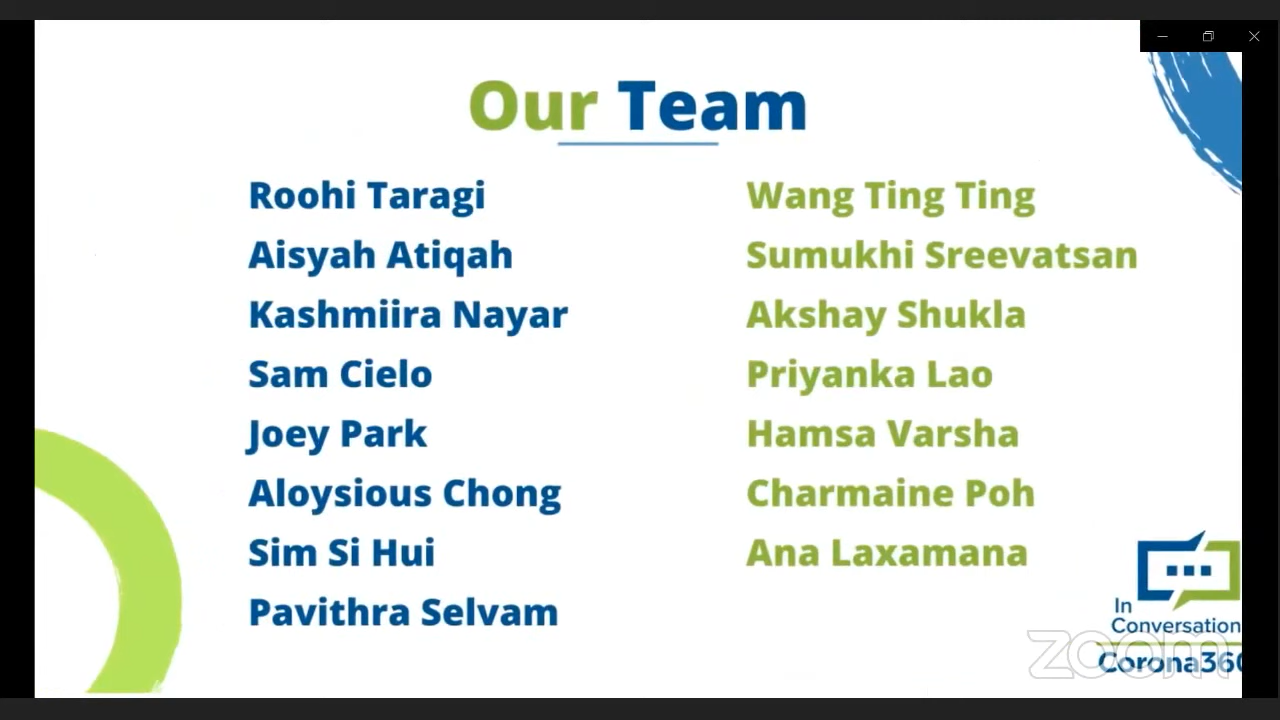 Our Team
Roohi Taragi
Aisyah Atiqah
Kashmiira Nayar
Sam Cielo
Joey Park
Aloysious Chong
Sim Si Hui
Pavithra Selvam
Wang Ting Ting
Sumukhi Sreevatsan
Akshay Shukla
Priyanka Lao
Hamsa Varsha
Charmaine Poh
Ana Laxamana
In
Conversation
zoom
Corona360